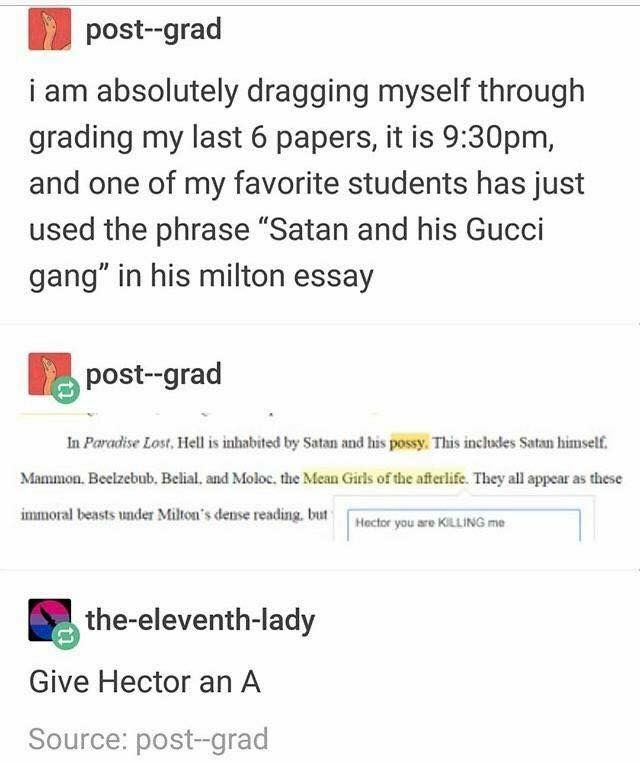 post--grad
i am absolutely dragging myself through
grading my last 6 papers, it is 9:30pm,
and one of my favorite students has just
used the phrase “Satan and his Gucci
gang” in his milton essay
post--grad
In Paradise Lost, Hell is inhabited by Satan and his possy. This includes Satan himself,
Mammon, Beelzebub, Belial, and Moloc, the Mean Girls of the afterlife. They all appear as these
immoral beasts under Milton's dense reading, but
Hector you are KILLING me
the-eleventh-lady
Give Hector an A
Source: post--grad